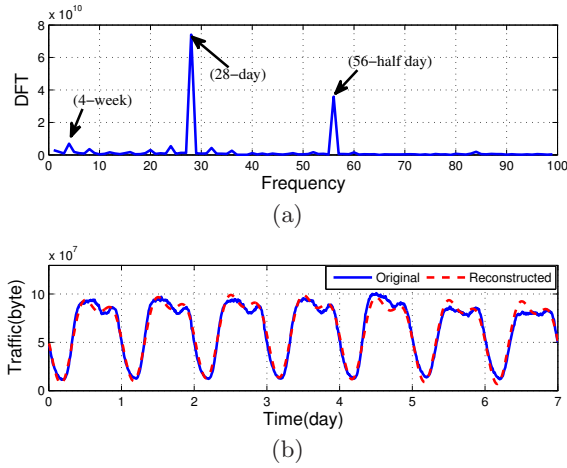 x 10^10
8
6
4
2
0
DFT
(4−week)
(28−day)
(56−half day)
0 10 20 30 40 50 60 70 80 90 100
Frequency
(a)
x 10^7
10
5
0
Traffic(byte)
Original Reconstructed
0 1 2 3 4 5 6 7
Time(day)
(b)